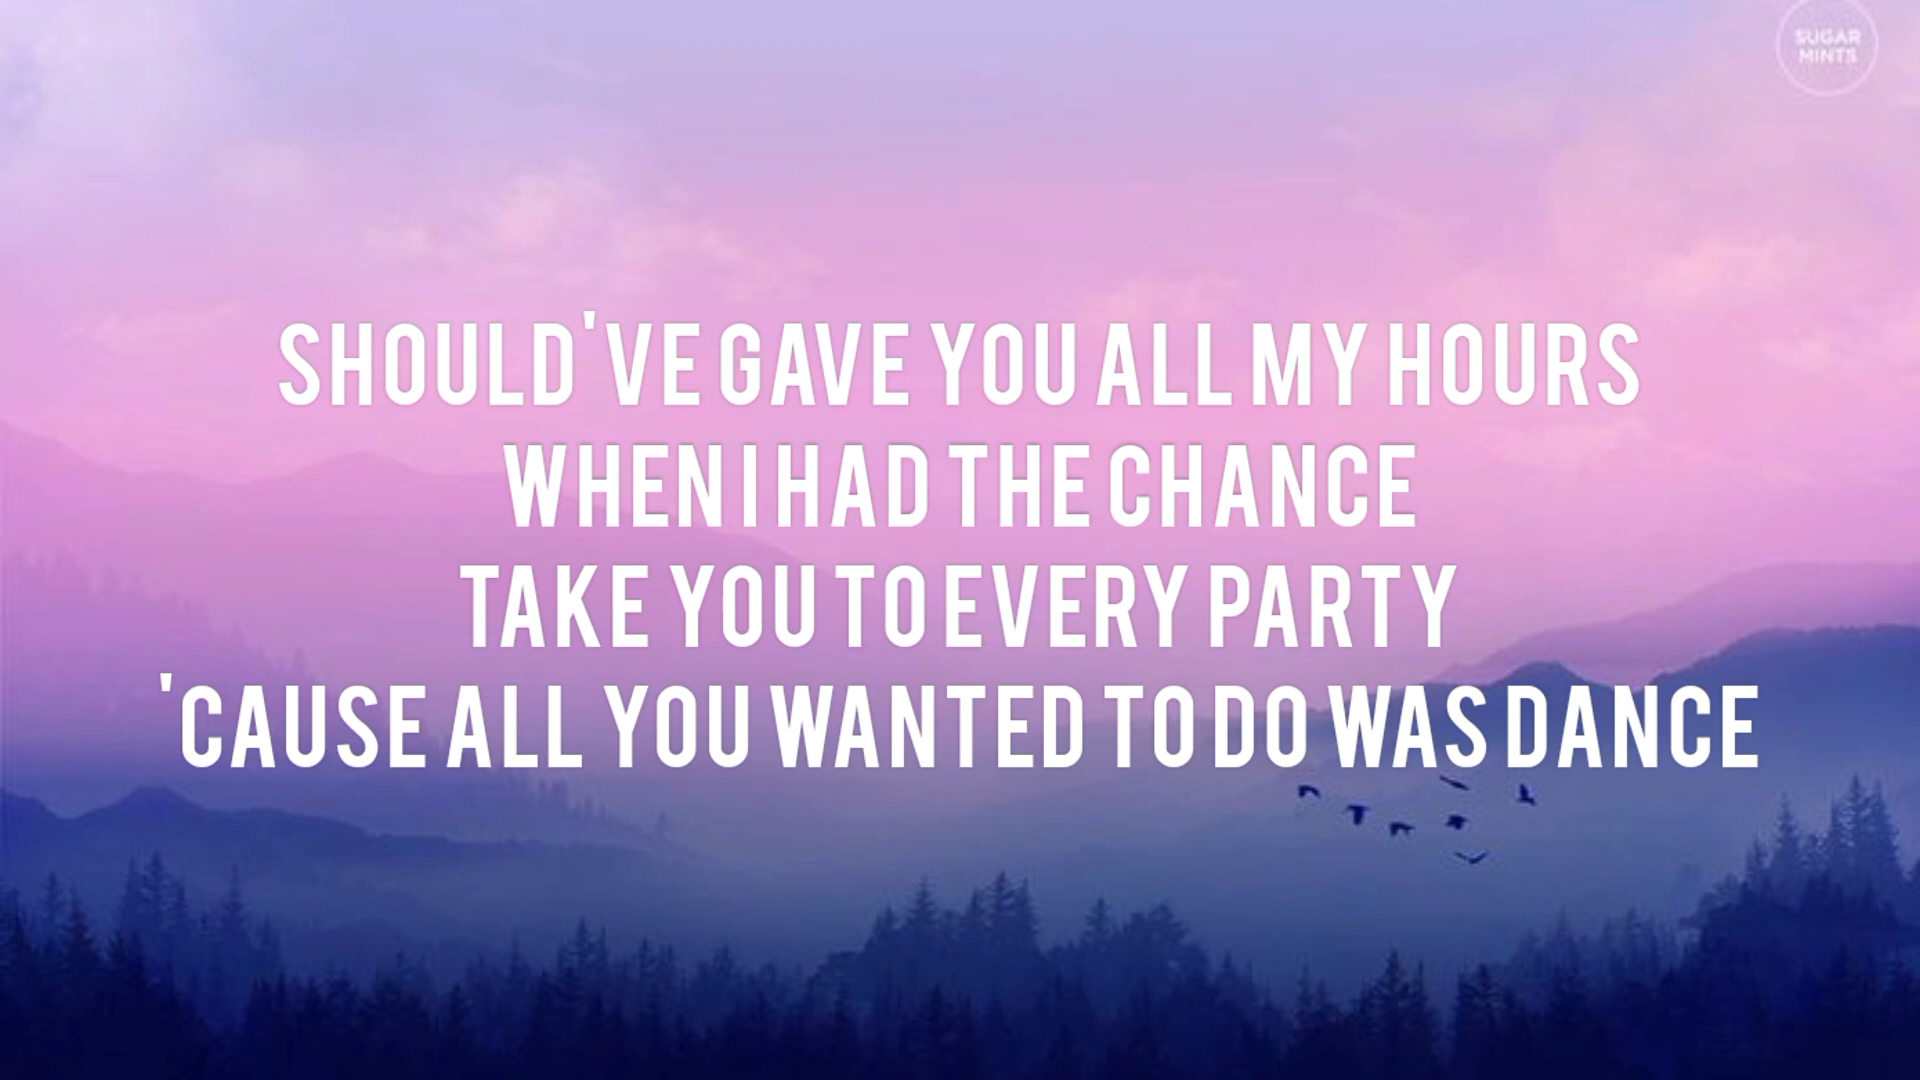 SUGAR
MINTS
SHOULD'VE GAVE YOU ALL MY HOURS
WHEN I HAD THE CHANCE
TAKE YOU TO EVERY PARTY
'CAUSE ALL YOU WANTED TO DO WAS DANCE